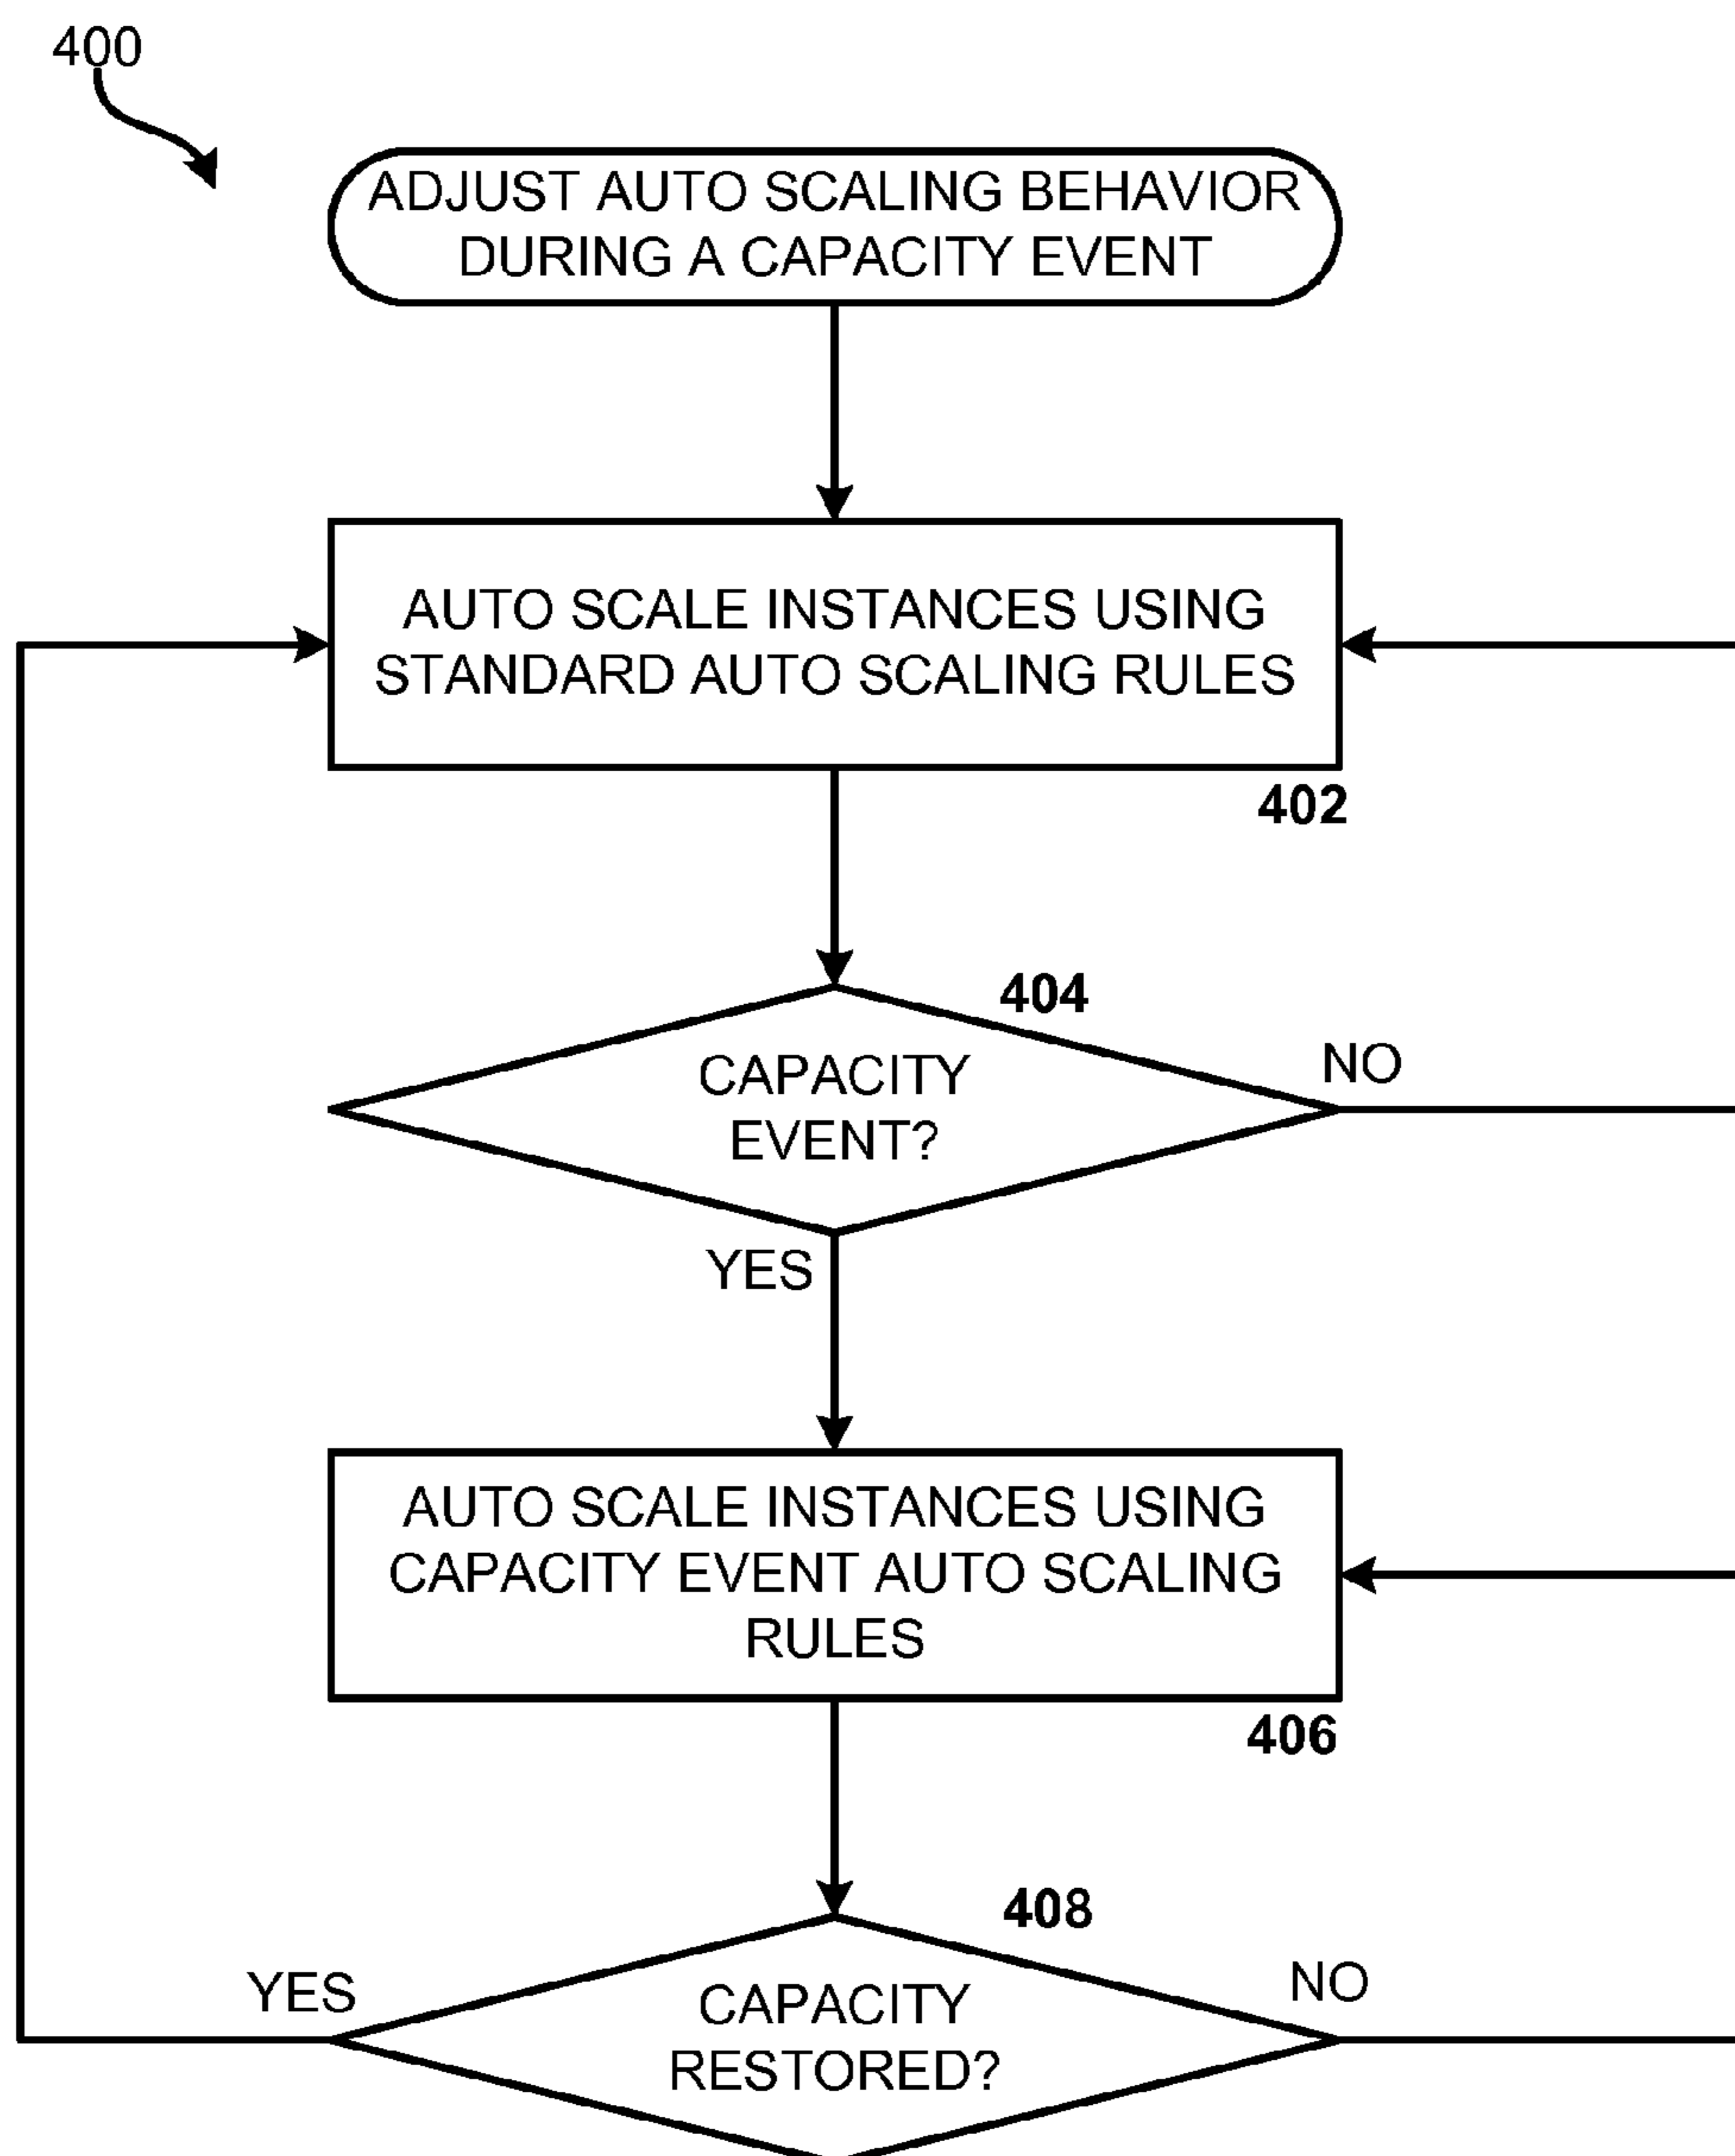 400
ADJUST AUTO SCALING BEHAVIOR
DURING A CAPACITY EVENT
AUTO SCALE INSTANCES USING
STANDARD AUTO SCALING RULES
402
404
CAPACITY
EVENT?
NO
YES
AUTO SCALE INSTANCES USING
CAPACITY EVENT AUTO SCALING
RULES
406
408
YES
CAPACITY
RESTORED?
NO